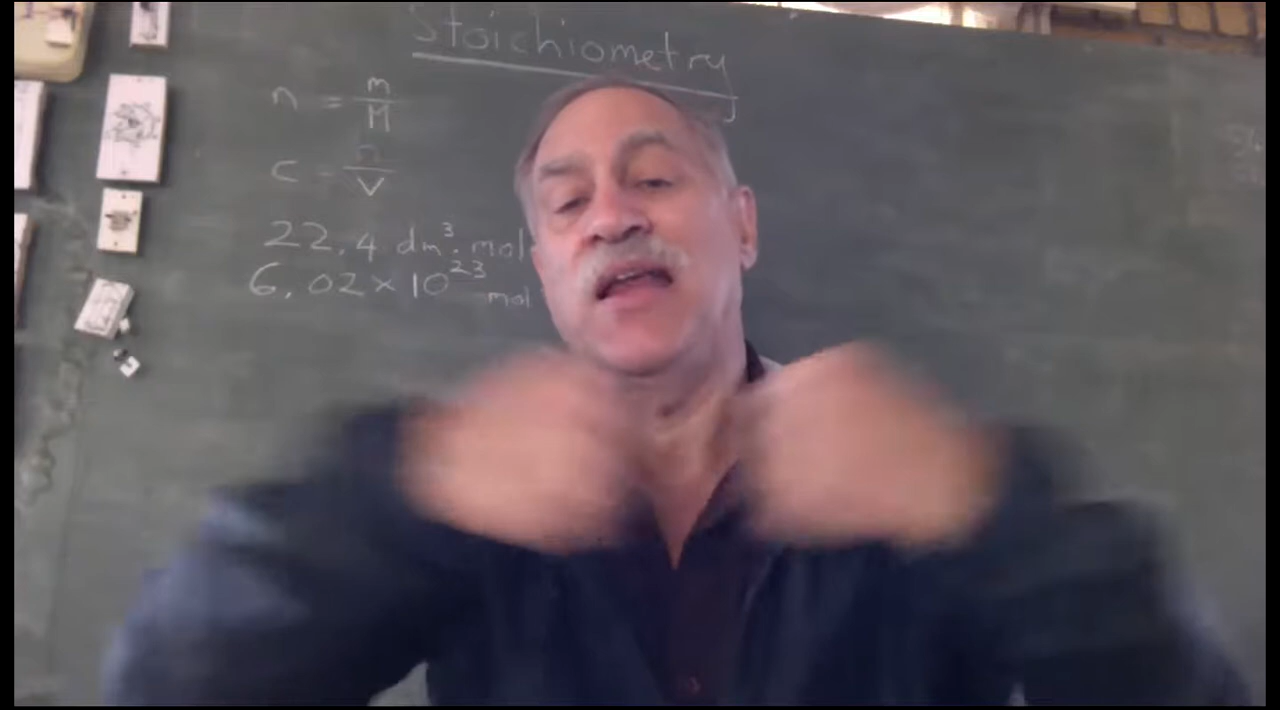 Stoichiometry
n = m/M
c = n/V
22.4 dm³. mol
6.02 × 10²³ mol